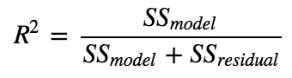 R² = SS_model / (SS_model + SS_residual)